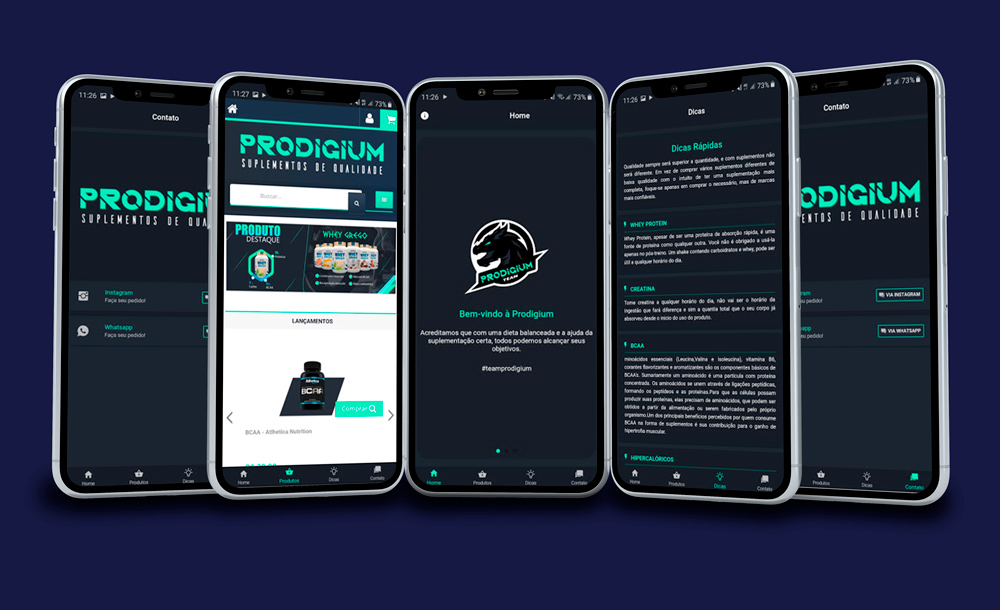 11:26
Contato
PRODIGI
SUPLEMENTOS DE QUA
Instagram
Faça seu pedido!
Whatsapp
Faça seu pedido!
Home
Produtos
Dicas
11:27
73%
PRODIGIUM
SUPLEMENTOS DE QUALIDADE
Buscar...
PRODUTO
DESTAQUE
WHEY GREGO
LANÇAMENTOS
BCAA
Comprar
BCAA - Atlhetica Nutrition
Home
Produtos
Dicas
Contato
11:26
73%
Home
PRODIGIUM
TEAM
Bem-vindo à Prodigium
Acreditamos que com uma dieta balanceada e a ajuda da
suplementação certa, todos podemos alcançar seus
objetivos.
#teamprodigium
Home
Produtos
Dicas
Contato
11:26
73%
Dicas
Dicas Rápidas
Qualidade sempre será superior a quantidade, e com suplementos não
será diferente. Em vez de comprar vários suplementos diferentes de
baixa qualidade com o intuito de ter uma suplementação mais
completa, foque-se apenas em comprar o necessário, mas de marcas
mais confiáveis.
WHEY PROTEIN
Whey Protein, apesar de ser uma proteína de absorção rápida, é uma
fonte de proteína como qualquer outra. Você não é obrigado a usá-la
apenas no pós-treino. Um shake contendo carboidratos e whey, pode ser
útil a qualquer horário do dia.
CREATINA
Tome creatina a qualquer horário do dia, não vai ser o horário de
ingestão que fará diferença e sim a quantia total que o seu corpo já
absorveu desde o início do uso do produto.
BCAA
minoácidos essenciais (Leucina,Valina e Isoleucina), vitamina B6,
corantes flavorizantes e aromatizantes são os componentes básicos de
BCAA's. Sumariamente um aminoácido é uma partícula com proteína
concentrada. Os aminoácidos se unem através de ligações peptídicas,
formando os peptídeos e as proteínas.Para que as células possam
produzir suas proteínas, elas precisam de aminoácidos, que podem ser
obtidos a partir da alimentação ou serem fabricados pelo próprio
organismo.Um dos principais benefícios percebidos por quem consume
BCAA na forma de suplementos é sua contribuição para o ganho de
hipertrofia muscular.
HIPERCALÓRICOS
Home
Produtos
Dicas
Contato
73%
Contato
ODIGIUM
MENTOS DE QUALIDADE
ram
pedido!
VIA INSTAGRAM
app
pedido!
VIA WHATSAPP
Produtos
Dicas
Contato